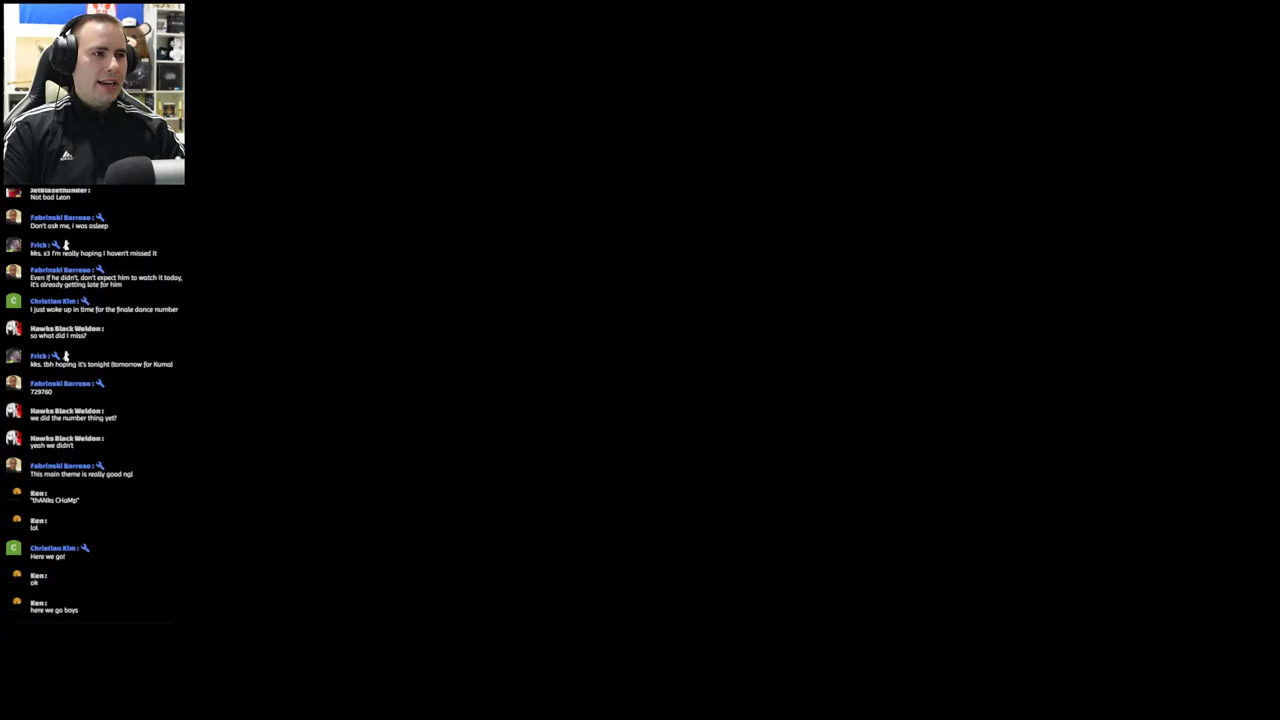 JetBlazethunder :
Not bad Leon
Fabrinski Barroso :
Don't ask me, I was asleep
Frick :
kks. x3 I'm really hoping I haven't missed it
Fabrinski Barroso :
Even if he didn't, don't expect him to watch it today,
it's already getting late for him
C
Christian Kim :
I just woke up in time for the finale dance number
Hawks Black Weldon :
so what did I miss?
Frick :
kks. tbh hoping it's tonight (tomorrow for Kuma)
Fabrinski Barroso :
729760
Hawks Black Weldon :
we did the number thing yet?
Hawks Black Weldon :
yeah we didn't
Fabrinski Barroso :
This main theme is really good ngl
Ken :
"thANks CHaMp"
Ken :
lol
C
Christian Kim :
Here we go!
Ken :
ok
Ken :
here we go boys